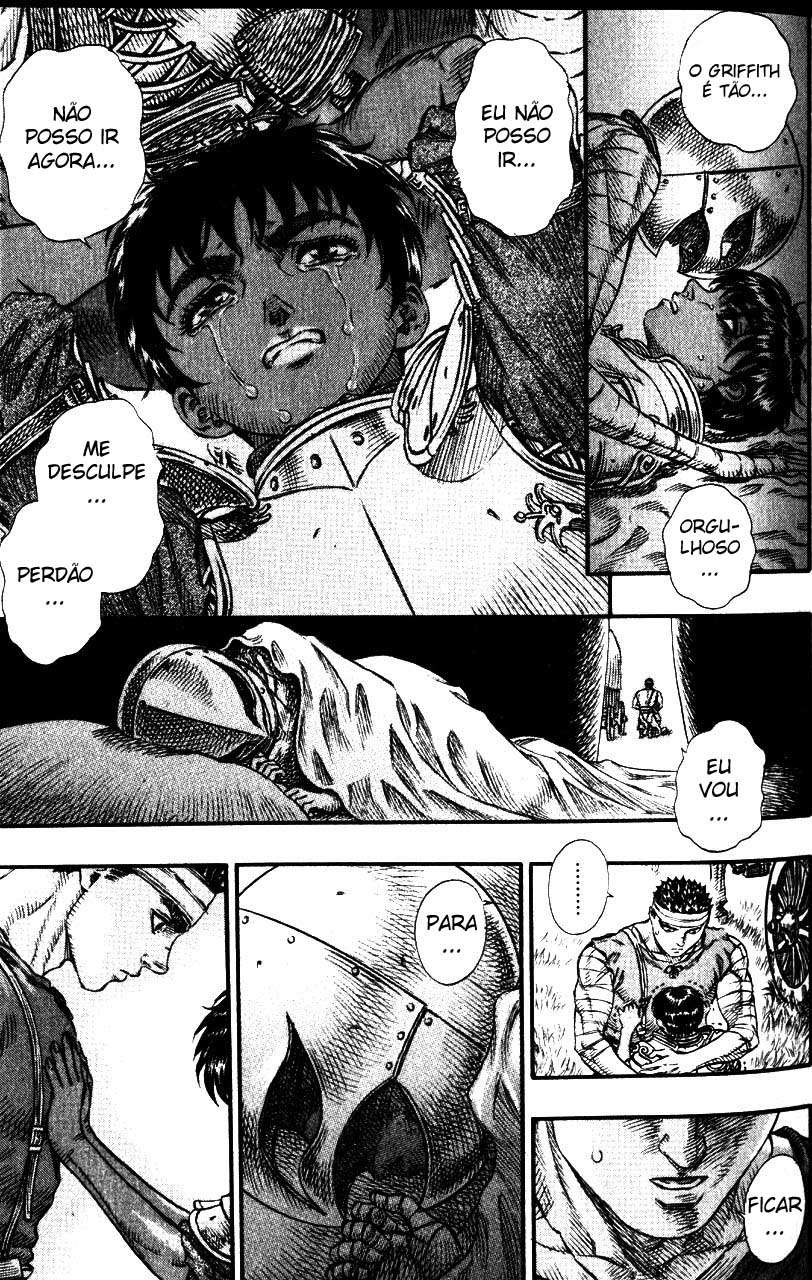 O GRIFFITH
É TÃO...
ORGU-
LHOSO
...
EU NÃO
POSSO
IR...
NÃO
POSSO IR
AGORA...
ME
DESCULPE
...
PERDÃO
...
EU
VOU
...
.......
FICAR
...
PARA
...